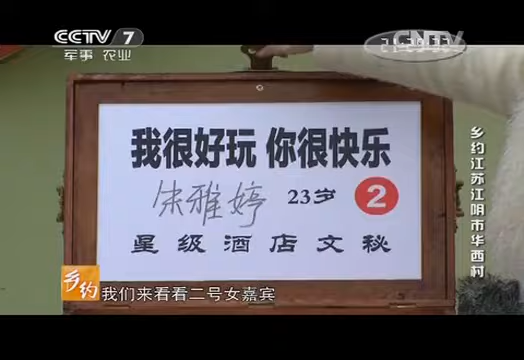 CCTV 7
军事 农业
CNTV
我很好玩 你很快乐
朱雅婷 23岁 2
星级酒店文秘
乡约江苏江阴市华西村
乡约
我们来看看二号女嘉宾